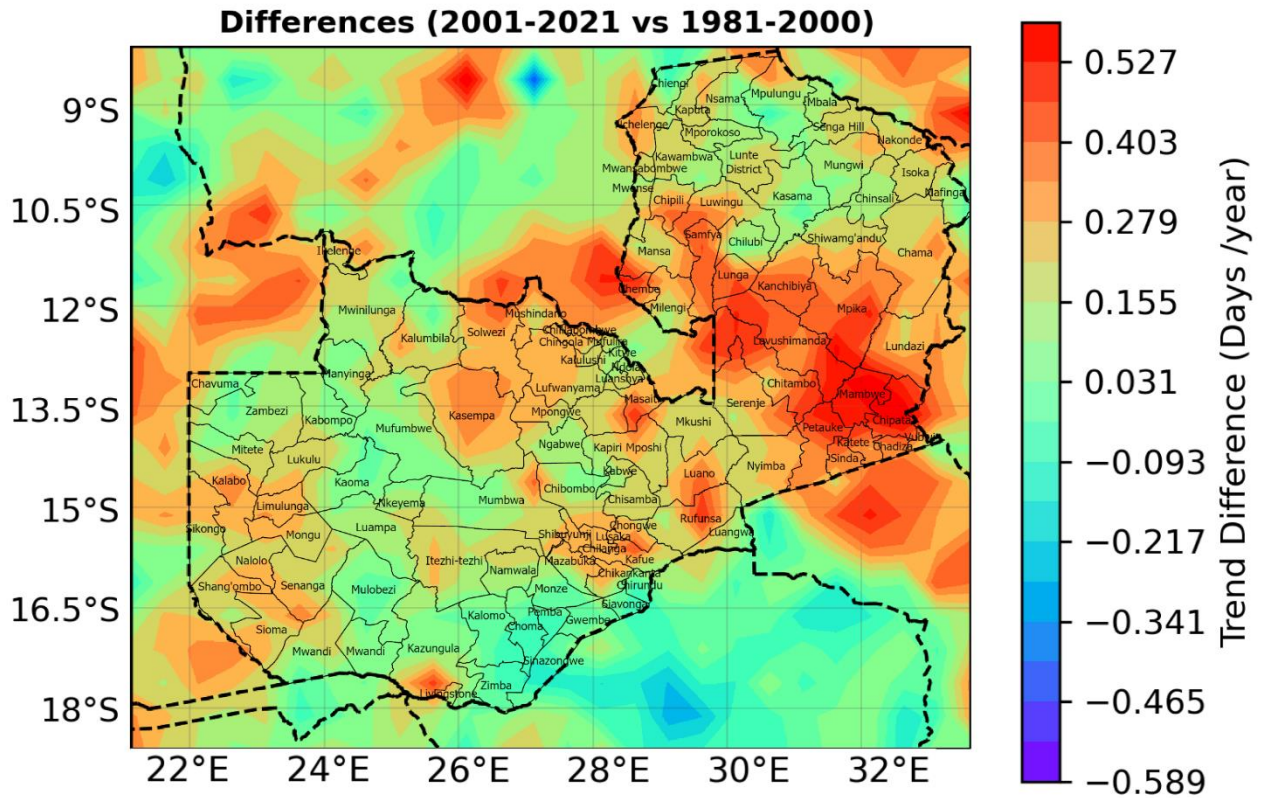 Differences (2001-2021 vs 1981-2000)
9°S
10.5°S
12°S
13.5°S
15°S
16.5°S
18°S
22°E 24°E 26°E 28°E 30°E 32°E
0.527
0.403
0.279
0.155
0.031
−0.093
−0.217
−0.341
−0.465
−0.589
Trend Difference (Days /year)
Chiengi
Nsama
Mpulungu
Kaputa
Mbala
Nchelenge
Mporokoso
Senga Hill
Nakonde
Kawambwa
Lunte
District
Mwansabombwe
Mungwi
Isoka
Mwense
Chipili
Luwingu
Kasama
Chinsali
Mafinga
Samfya
Chilubi
Shiwamg'andu
Mansa
Chama
Ikelenge
Chembe
Lunga
Kanchibiya
Milengi
Mpika
Mwinilunga
Mushindano
Solwezi
Kalumbila
Chingola
Mufulira
Kitwe
Kalulushi
Ndola
Luanshya
Lavushimanda
Lundazi
Manyinga
Chavuma
Lufwanyama
Chitambo
Mambwe
Zambezi
Kabompo
Kasempa
Mpongwe
Masaiti
Serenje
Mufumbwe
Mkushi
Petauke
Chipata
Mitete
Ngabwe
Kapiri Mposhi
Katete
Lukulu
Sinda
Nyimba
Kalabo
Kaoma
Kabwe
Luano
Chibombo
Limulunga
Nkeyema
Mumbwa
Chisamba
Sikongo
Mongu
Luampa
Chongwe
Rufunsa
Luangwa
Shibuyunji
Lusaka
Chilanga
Nalolo
Itezhi-tezhi
Mazabuka
Kafue
Namwala
Chikankanta
Shang'ombo
Senanga
Mulobezi
Monze
Chirundu
Siavonga
Kalomo
Pemba
Gwembe
Choma
Sioma
Mwandi
Mwandi
Kazungula
Sinazongwe
Zimba
Livingstone